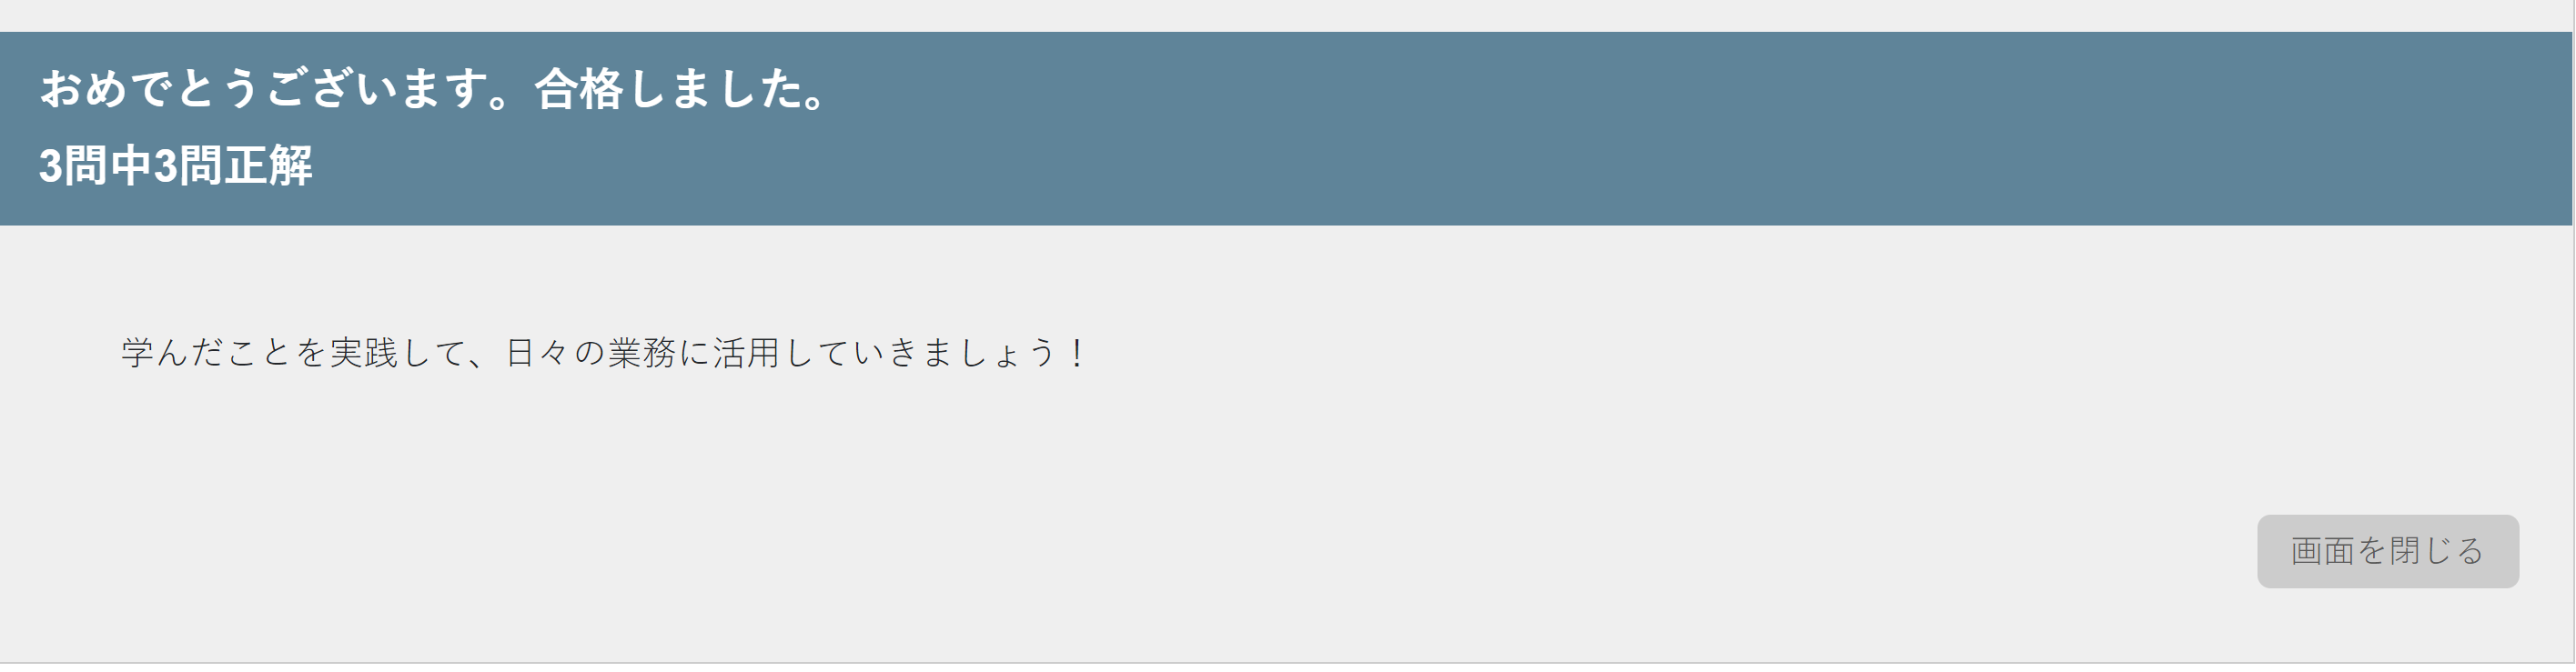 おめでとうございます。合格しました。
3問中3問正解
学んだことを実践して、日々の業務に活用していきましょう！
画面を閉じる